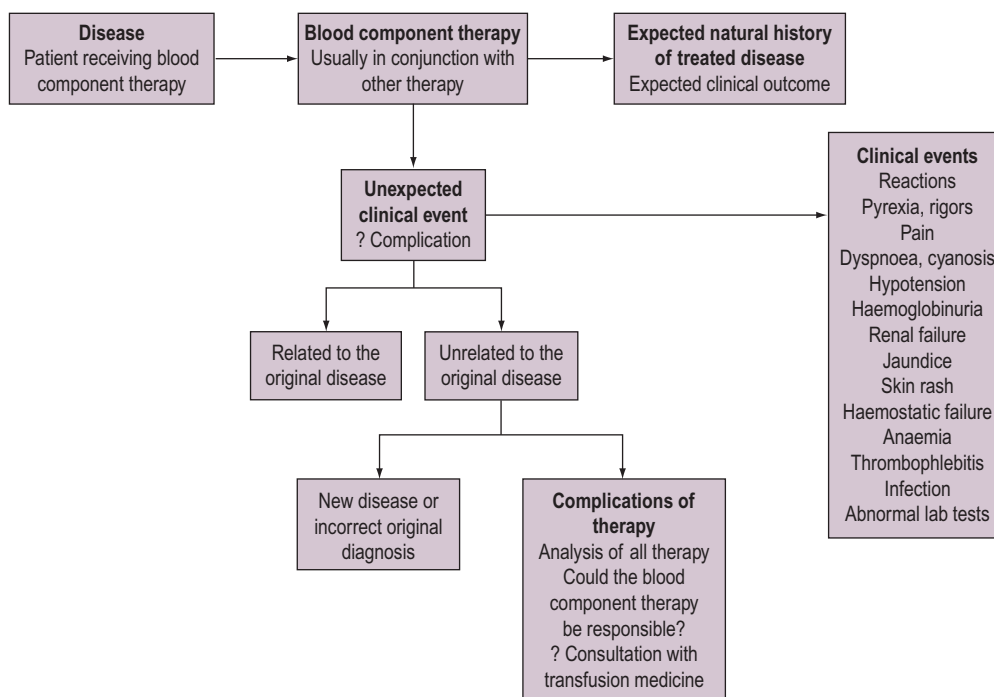 Disease
Patient receiving blood
component therapy
Blood component therapy
Usually in conjunction with
other therapy
Expected natural history
of treated disease
Expected clinical outcome
Unexpected
clinical event
? Complication
Clinical events
Reactions
Pyrexia, rigors
Pain
Dyspnoea, cyanosis
Hypotension
Haemoglobinuria
Renal failure
Jaundice
Skin rash
Haemostatic failure
Anaemia
Thrombophlebitis
Infection
Abnormal lab tests
Related to the
original disease
Unrelated to the
original disease
New disease or
incorrect original
diagnosis
Complications of
therapy
Analysis of all therapy
Could the blood
component therapy
be responsible?
? Consultation with
transfusion medicine